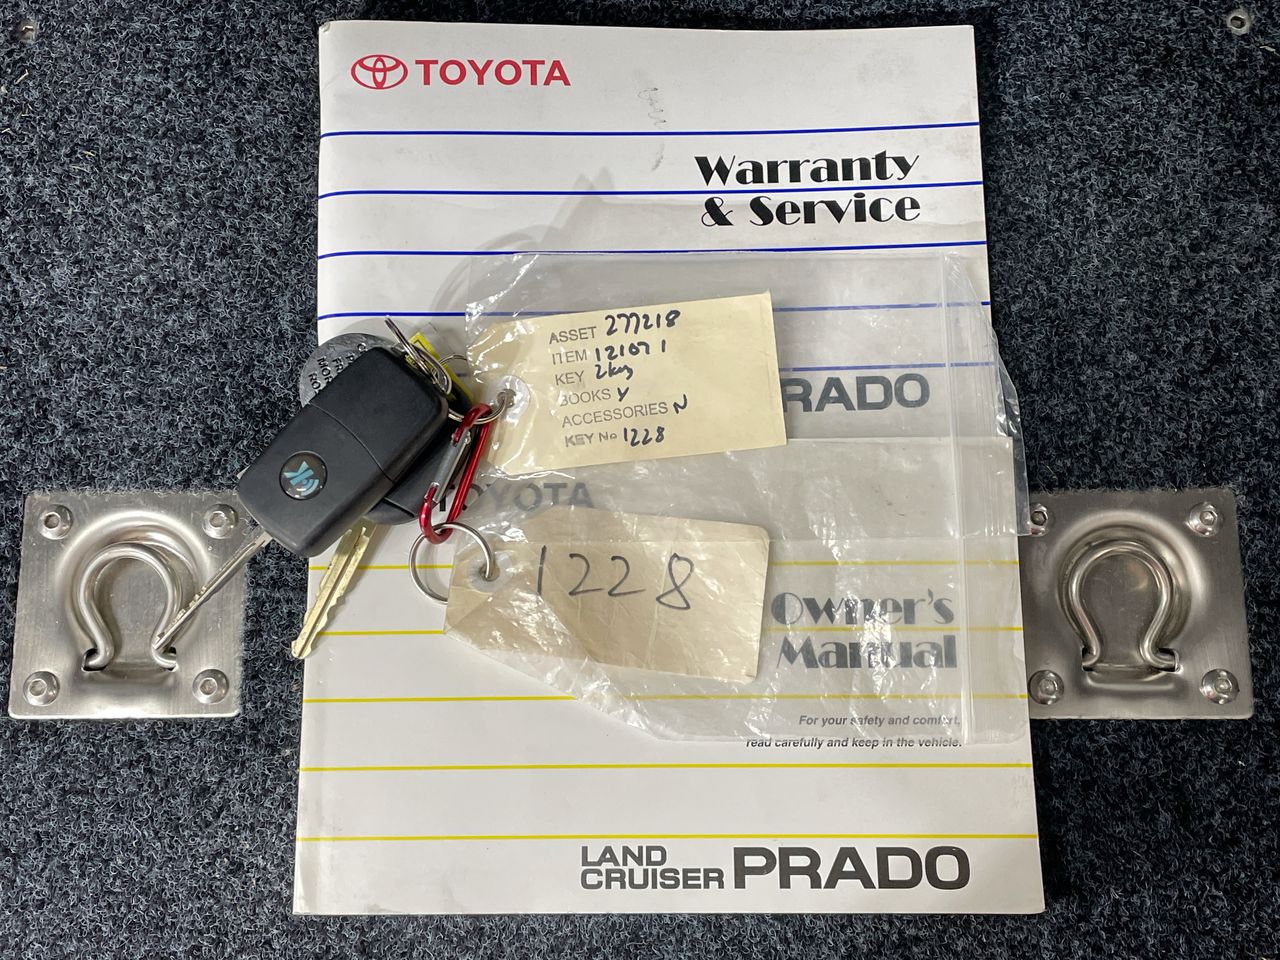 TOYOTA
Warranty
& Service
ASSET 277218
ITEM 121071
KEY 2keys
BOOKS Y
ACCESSORIES N
KEY No 1228
RADO
TOYOTA
1228
Owner's
Manual
For your safety and comfort,
read carefully and keep in the vehicle.
LAND
CRUISER PRADO